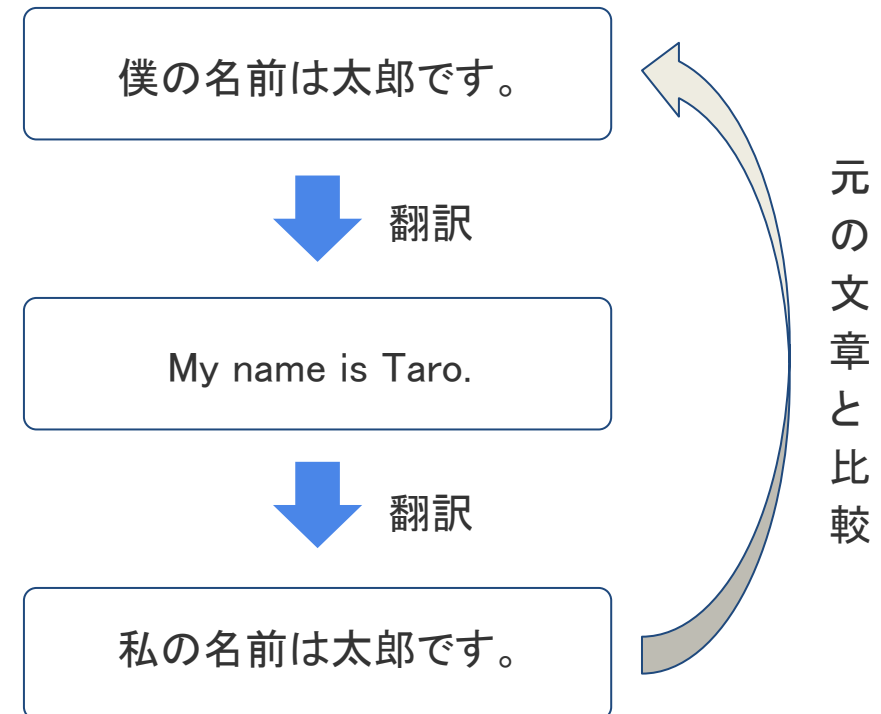 僕の名前は太郎です。
翻訳
My name is Taro.
翻訳
私の名前は太郎です。
元の文章と比較